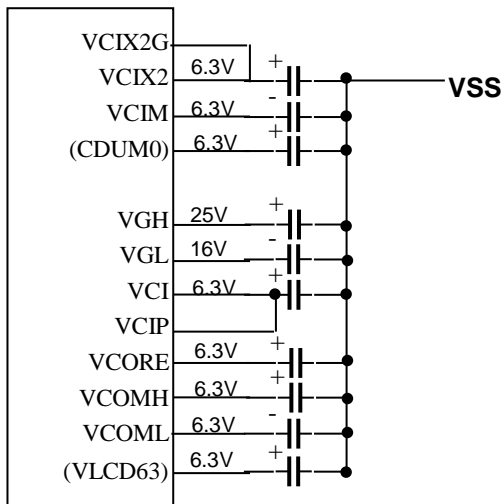 VCIX2G
VCIX2 6.3V + VSS
VCIM 6.3V -
(CDUM0) 6.3V +
VGH 25V +
VGL 16V -
VCI 6.3V +
VCIP
VCORE 6.3V +
VCOMH 6.3V +
VCOML 6.3V -
(VLCD63) 6.3V +